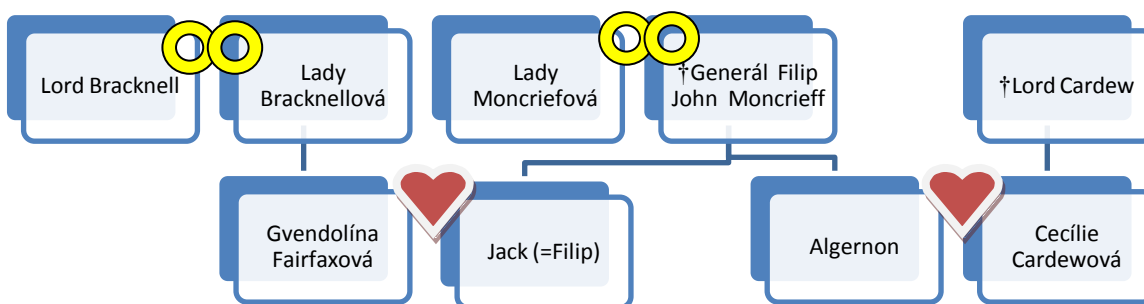 Lord Bracknell
Lady
Bracknellová
Lady
Moncriefová
†Generál Filip
John Moncrieff
†Lord Cardew
Gvendolína
Fairfaxová
Jack (=Filip)
Algernon
Cecílie
Cardewová